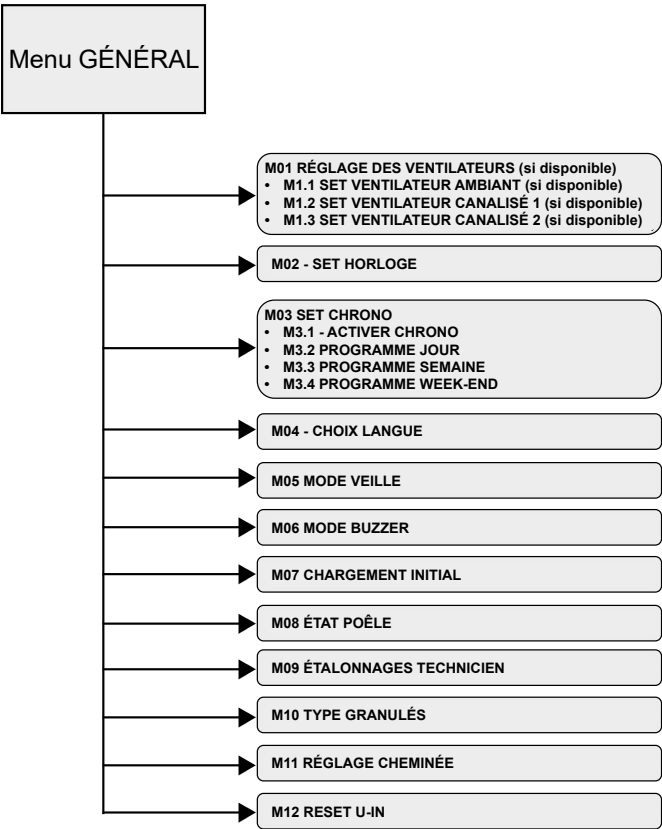 Menu GÉNÉRAL
M01 RÉGLAGE DES VENTILATEURS (si disponible)
• M1.1 SET VENTILATEUR AMBIANT (si disponible)
• M1.2 SET VENTILATEUR CANALISÉ 1 (si disponible)
• M1.3 SET VENTILATEUR CANALISÉ 2 (si disponible)
M02 - SET HORLOGE
M03 SET CHRONO
• M3.1 - ACTIVER CHRONO
• M3.2 PROGRAMME JOUR
• M3.3 PROGRAMME SEMAINE
• M3.4 PROGRAMME WEEK-END
M04 - CHOIX LANGUE
M05 MODE VEILLE
M06 MODE BUZZER
M07 CHARGEMENT INITIAL
M08 ÉTAT POÊLE
M09 ÉTALONNAGES TECHNICIEN
M10 TYPE GRANULÉS
M11 RÉGLAGE CHEMINÉE
M12 RESET U-IN